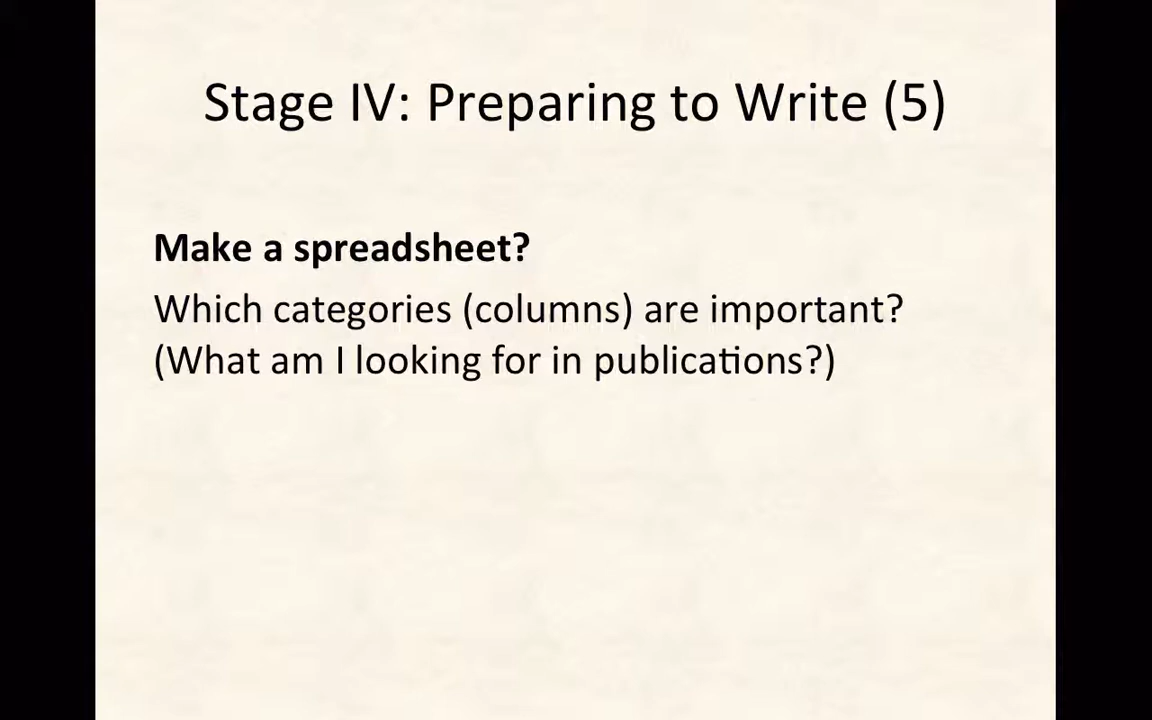 Stage IV: Preparing to Write (5)
Make a spreadsheet?
Which categories (columns) are important?
(What am I looking for in publications?)